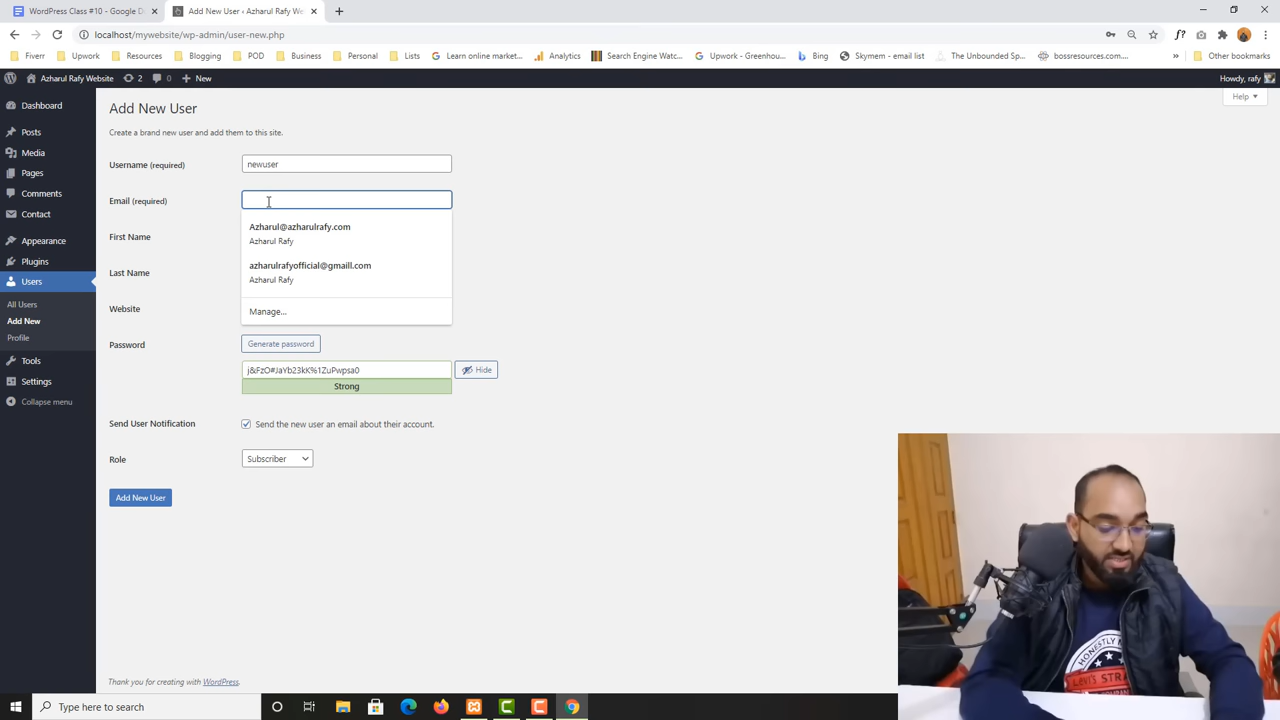 WordPress Class #10 - Google D
Add New User ‹ Azharul Rafy We
localhost/mywebsite/wp-admin/user-new.php
Fiverr
Upwork
Resources
Blogging
POD
Business
Personal
Lists
Learn online market...
Analytics
Search Engine Watc...
Upwork - Greenhou...
Bing
Skymem - email list
The Unbounded Sp...
bossresources.com...
»
Other bookmarks
Azharul Rafy Website
2
0
New
Howdy, rafy
Dashboard
Posts
Media
Pages
Comments
Contact
Appearance
Plugins
Users
All Users
Add New
Profile
Tools
Settings
Collapse menu
Help
Add New User
Create a brand new user and add them to this site.
Username (required)
newuser
Email (required)
Azharul@azharulrafy.com
Azharul Rafy
azharulrafyofficial@gmaill.com
Azharul Rafy
Manage...
First Name
Last Name
Website
Password
Generate password
j&FzO#JaYb23kK%1ZuPwpsa0
Hide
Strong
Send User Notification
Send the new user an email about their account.
Role
Subscriber
Add New User
Thank you for creating with WordPress.
Type here to search